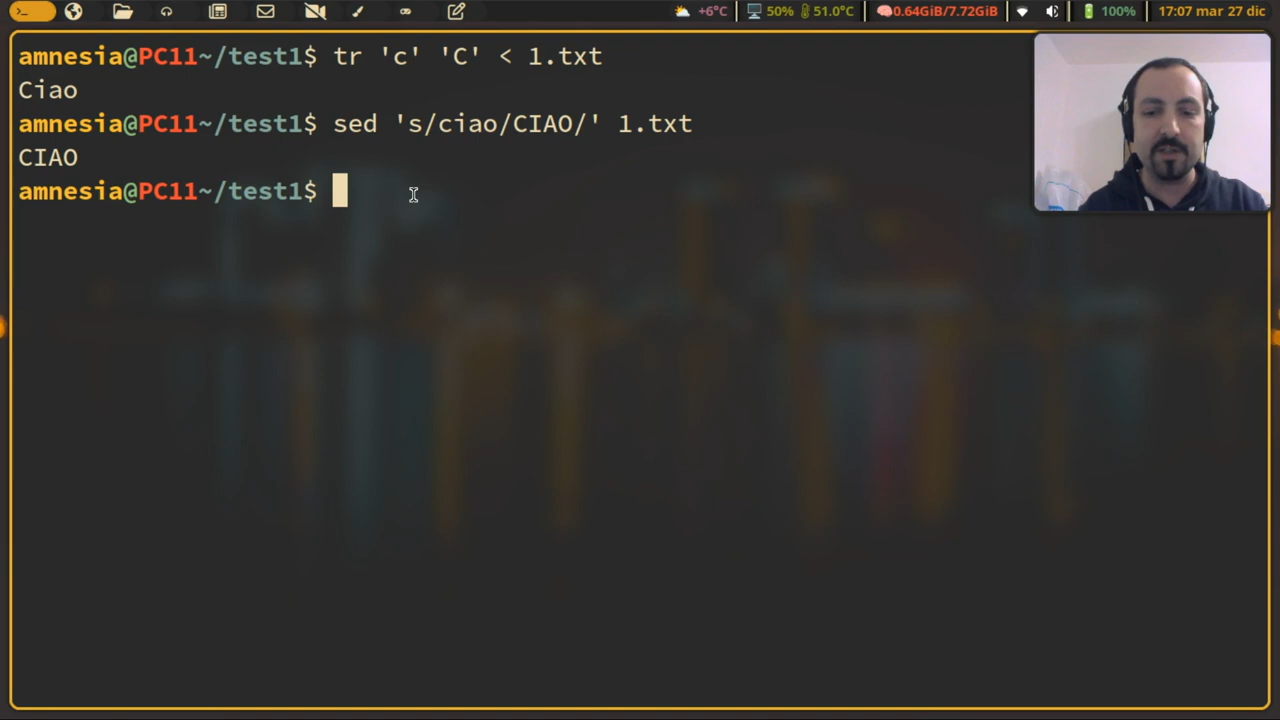 >_ +6°C 50% 51.0°C 0.64GiB/7.72GiB 100% 17:07 mar 27 dic
amnesia@PC11~/test1$ tr 'c' 'C' < 1.txt
Ciao
amnesia@PC11~/test1$ sed 's/ciao/CIAO/' 1.txt
CIAO
amnesia@PC11~/test1$